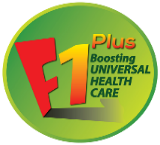 F1 Plus
Boosting
UNIVERSAL
HEALTH
CARE